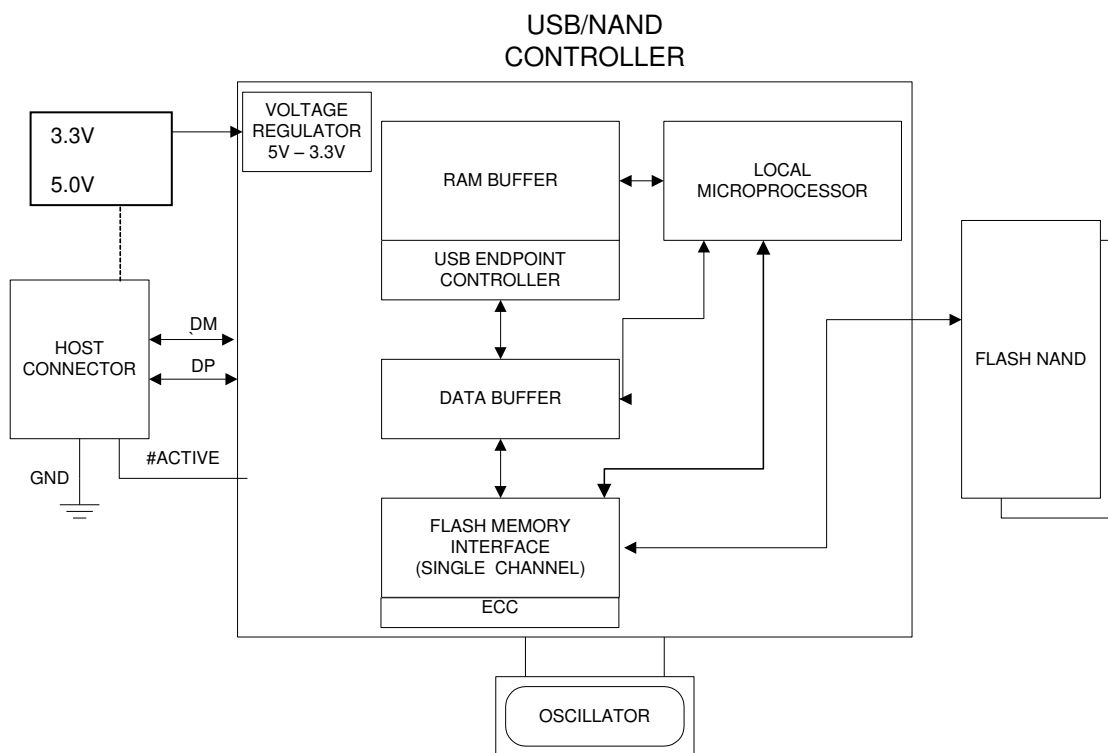 USB/NAND
CONTROLLER
VOLTAGE
REGULATOR
5V – 3.3V
3.3V
5.0V
RAM BUFFER
LOCAL
MICROPROCESSOR
USB ENDPOINT
CONTROLLER
HOST
CONNECTOR
`DM
DP
#ACTIVE
GND
DATA BUFFER
FLASH NAND
FLASH MEMORY
INTERFACE
(SINGLE CHANNEL)
ECC
OSCILLATOR